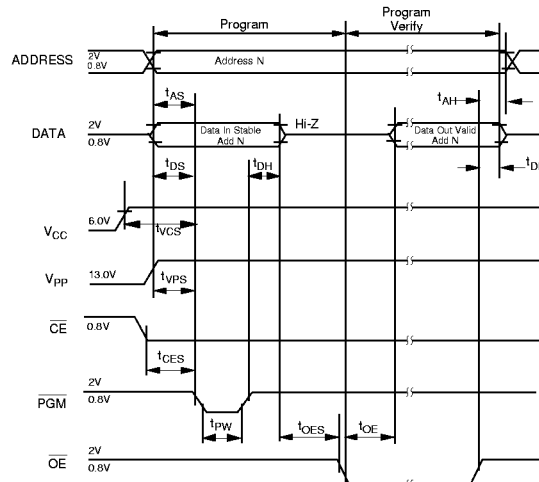 Program
Program
Verify
ADDRESS
2V
0.8V
Address N
tAS
tAH
DATA
2V
0.8V
Data In Stable
Add N
Hi-Z
Data Out Valid
Add N
tDS
tDH
VCC
6.0V
tVCS
VPP
13.0V
tVPS
CE
0.8V
tCES
PGM
2V
0.8V
tPW
tOES
tOE
OE
2V
0.8V